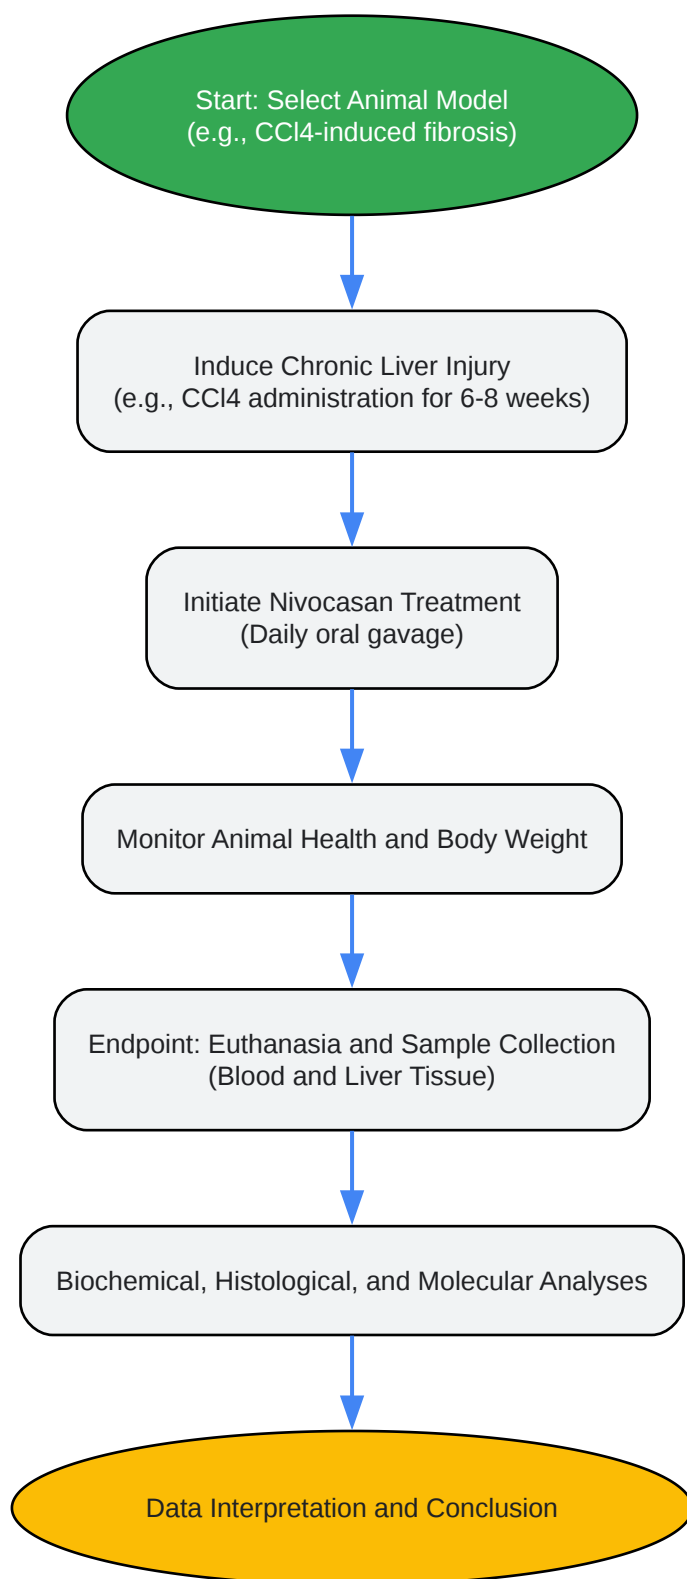 Start: Select Animal Model
(e.g., CCl4-induced fibrosis)
Induce Chronic Liver Injury
(e.g., CCl4 administration for 6-8 weeks)
Initiate Nivocasan Treatment
(Daily oral gavage)
Monitor Animal Health and Body Weight
Endpoint: Euthanasia and Sample Collection
(Blood and Liver Tissue)
Biochemical, Histological, and Molecular Analyses
Data Interpretation and Conclusion